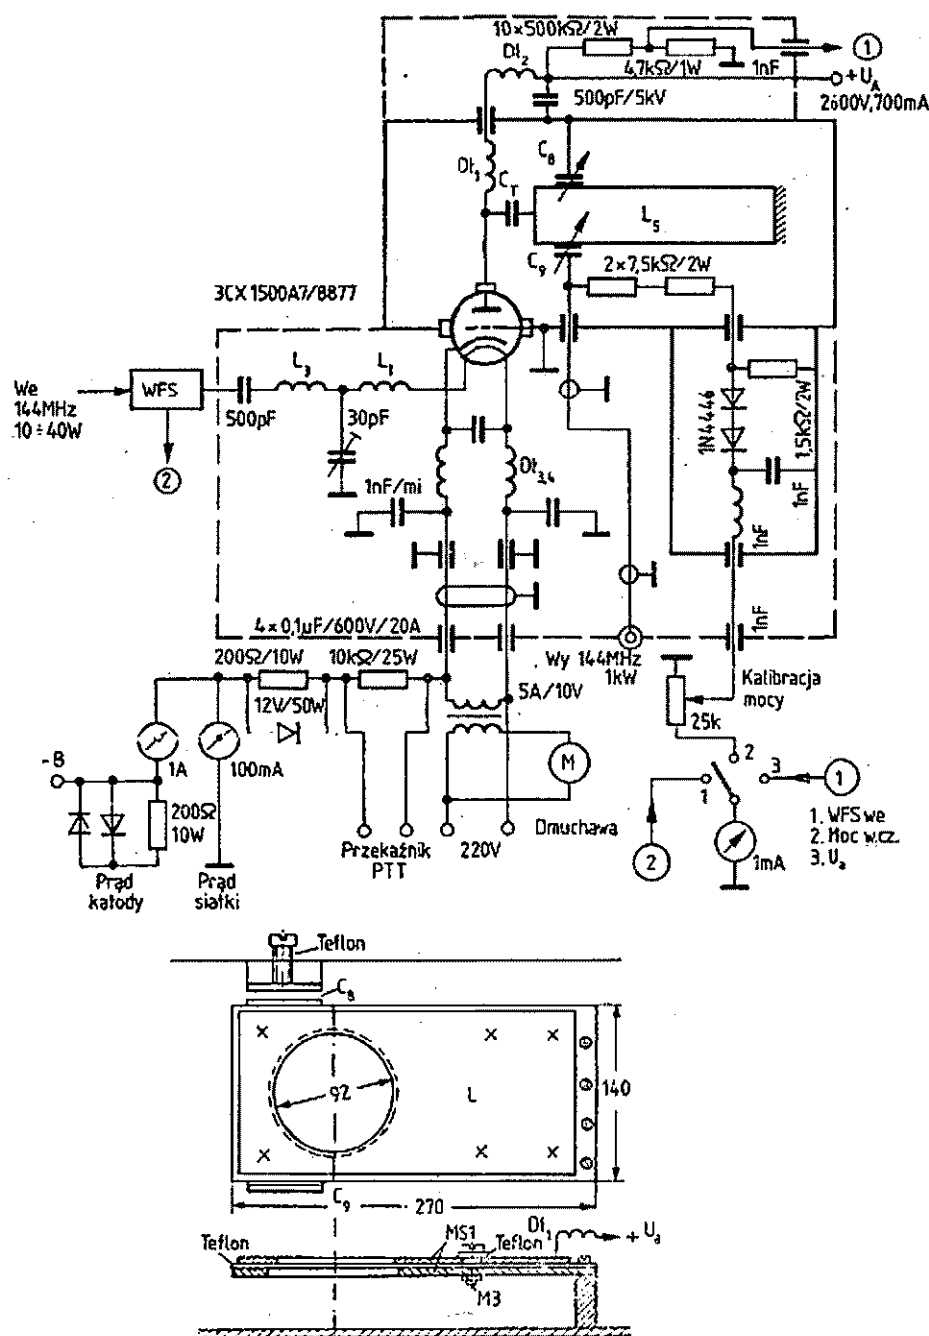 10×500kΩ/2W
1
Dł₂
4,7kΩ/1W
1nF
+U_A
500pF/5kV
2600V,700mA
C₈
Dł₁
C_T
L₅
C₉
2×7,5kΩ/2W
3CX1500A7/8877
L₃
L₁
We
144MHz
10÷40W
WFS
500pF
30pF
1N4446
1,5kΩ/2W
2
Dł₃,₄
1nF/mi
1nF
1nF
1nF
4×0,1µF/600V/20A
200Ω/10W
10kΩ/25W
Wy 144MHz
1kW
Kalibracja
mocy
12V/50W
5A/10V
25k
-B
1A
100mA
M
2
3
1
1
200Ω
10W
Dmuchawa
1. WFS we
2. Moc w.cz.
3. Uₐ
Przekaźnik
PTT
220V
2
1mA
Prąd
katody
Prąd
siatki
Teflon
C₈
92
L
140
C₉
270
Dł₁
+ Uₐ
Teflon
MS1
Teflon
M3